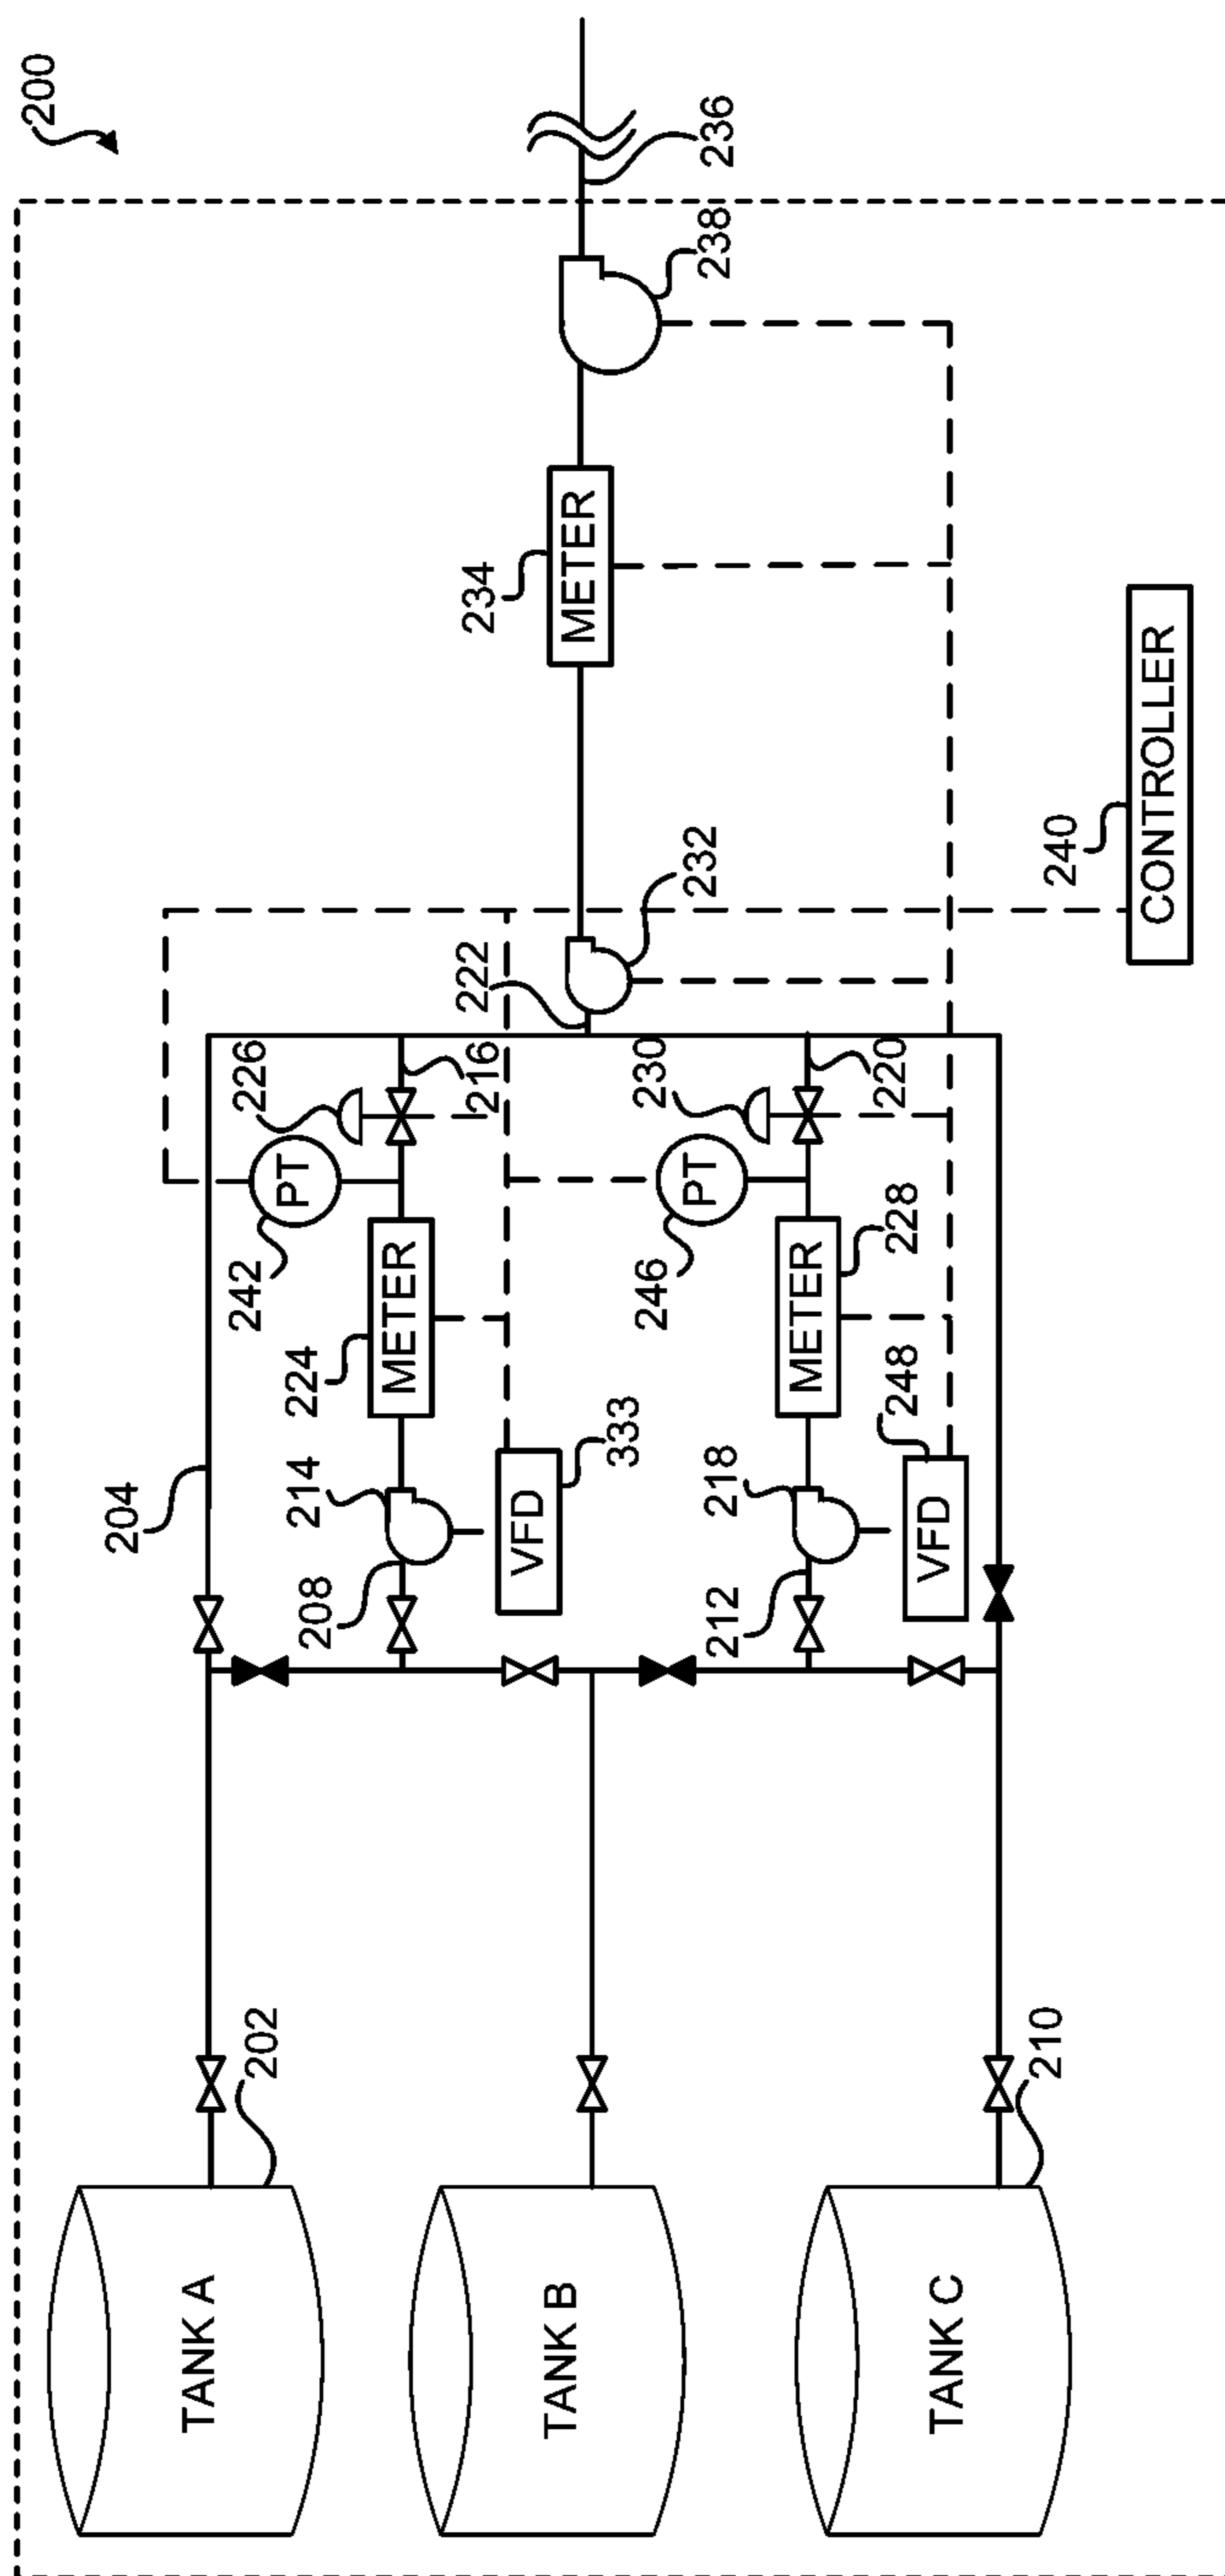 200
236
238
234
METER
232
222
240
CONTROLLER
204
226
216
242
PT
224
METER
214
208
333
VFD
230
220
246
PT
228
METER
218
212
248
VFD
202
TANK A
TANK B
210
TANK C